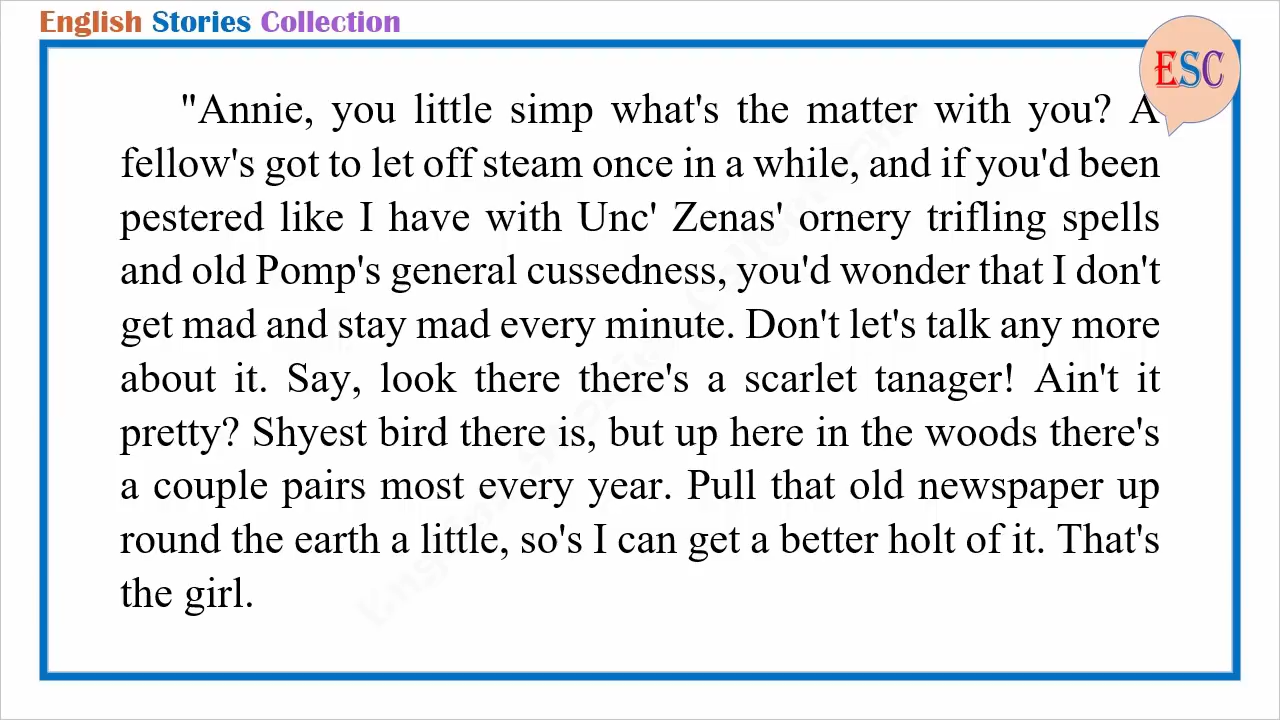 English Stories Collection
ESC
"Annie, you little simp what's the matter with you? A
fellow's got to let off steam once in a while, and if you'd been
pestered like I have with Unc' Zenas' ornery trifling spells
and old Pomp's general cussedness, you'd wonder that I don't
get mad and stay mad every minute. Don't let's talk any more
about it. Say, look there there's a scarlet tanager! Ain't it
pretty? Shyest bird there is, but up here in the woods there's
a couple pairs most every year. Pull that old newspaper up
round the earth a little, so's I can get a better holt of it. That's
the girl.